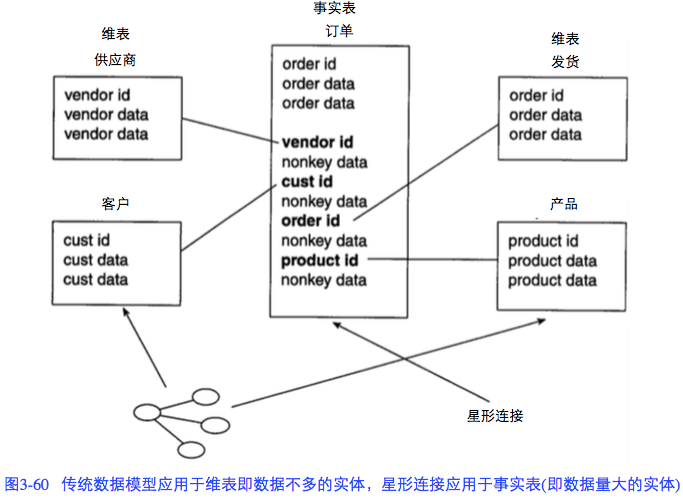 维表
供应商
vendor id
vendor data
vendor data
事实表
订单
order id
order data
order data
vendor id
nonkey data
cust id
nonkey data
order id
nonkey data
product id
nonkey data
维表
发货
order id
order data
order data
客户
cust id
cust data
cust data
产品
product id
product data
product data
星形连接
图3-60 传统数据模型应用于维表即数据不多的实体，星形连接应用于事实表(即数据量大的实体)